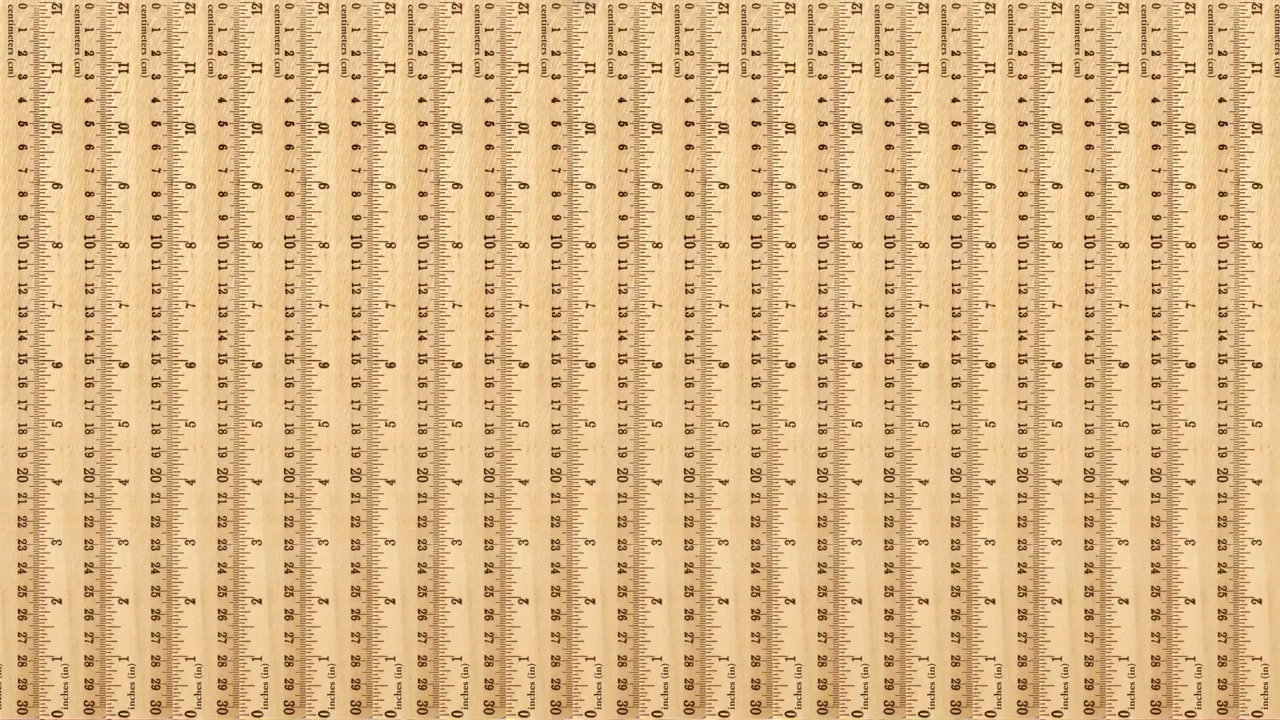 inches (in)
12 11 10 9 8 7 6 5 4 3 2 1 0
0 1 2 3 4 5 6 7 8 9 10 11 12 13 14 15 16 17 18 19 20 21 22 23 24 25 26 27 28 29 30
centimeters (cm)